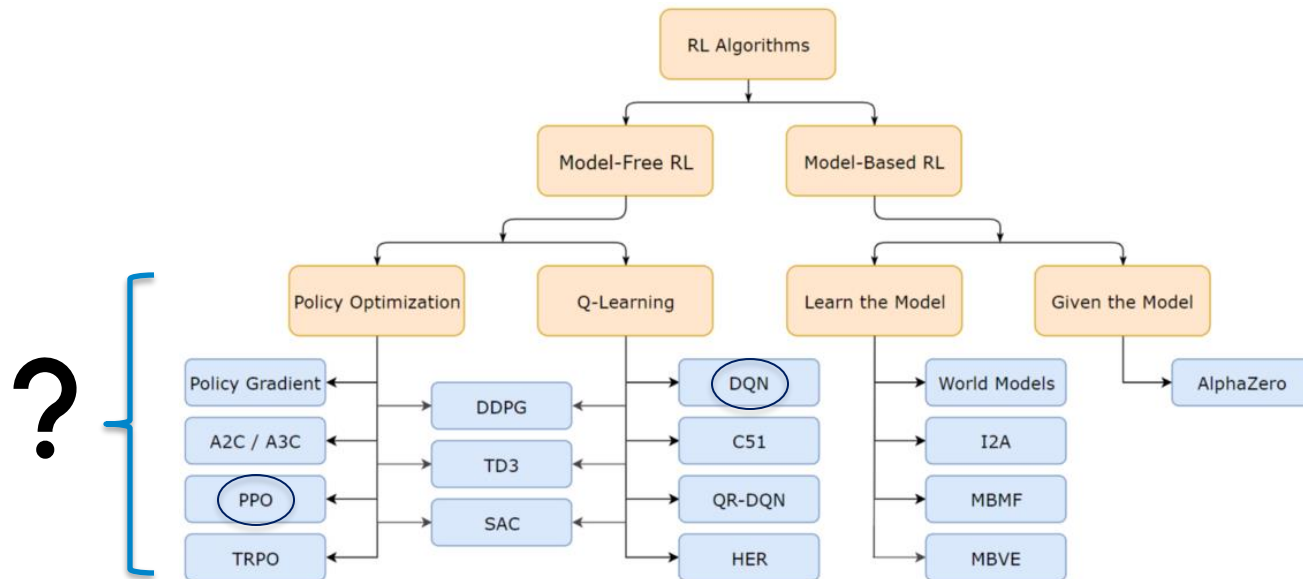 RL Algorithms
Model-Free RL
Model-Based RL
Policy Optimization
Q-Learning
Learn the Model
Given the Model
?
Policy Gradient
DDPG
DQN
World Models
AlphaZero
A2C / A3C
TD3
C51
I2A
PPO
SAC
QR-DQN
MBMF
TRPO
HER
MBVE